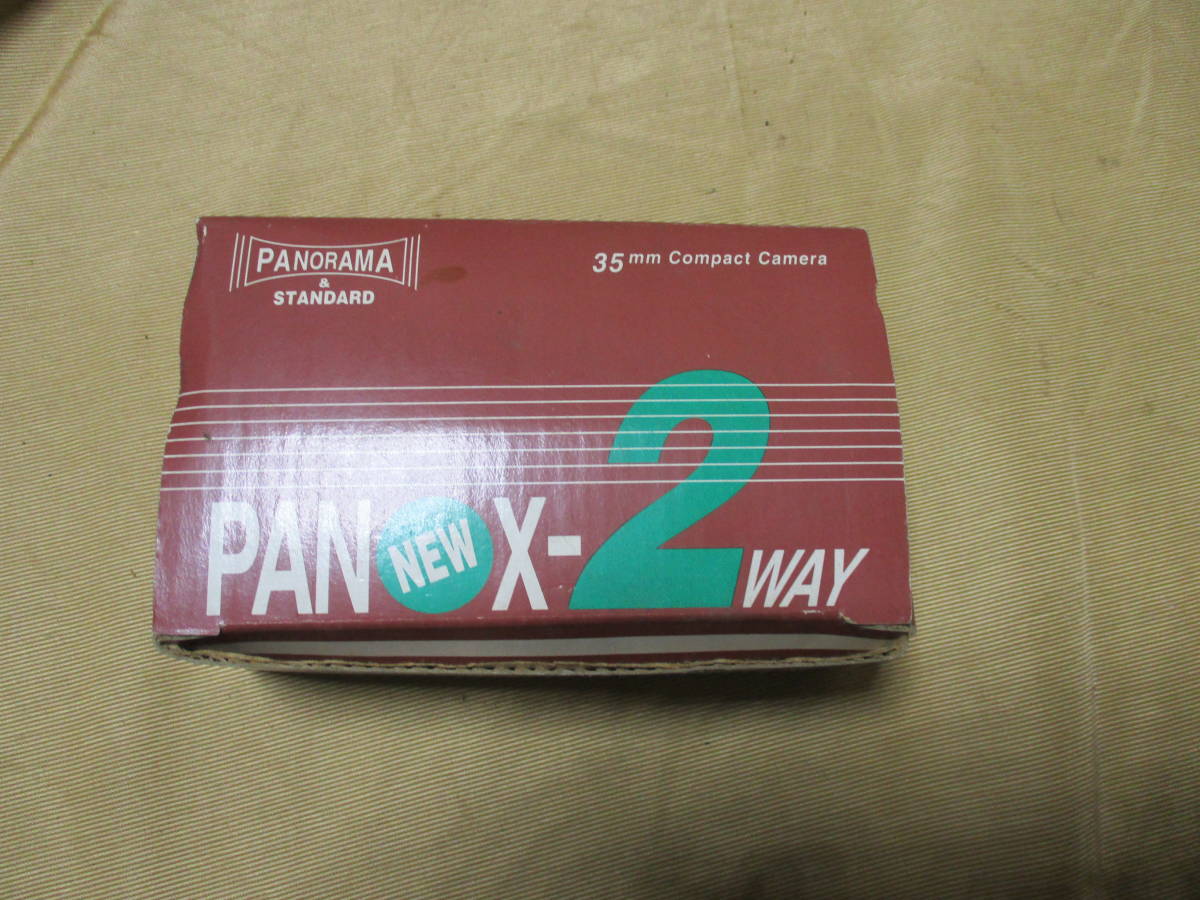 PANORAMA
&
STANDARD
35mm Compact Camera
PAN NEW X-2 WAY